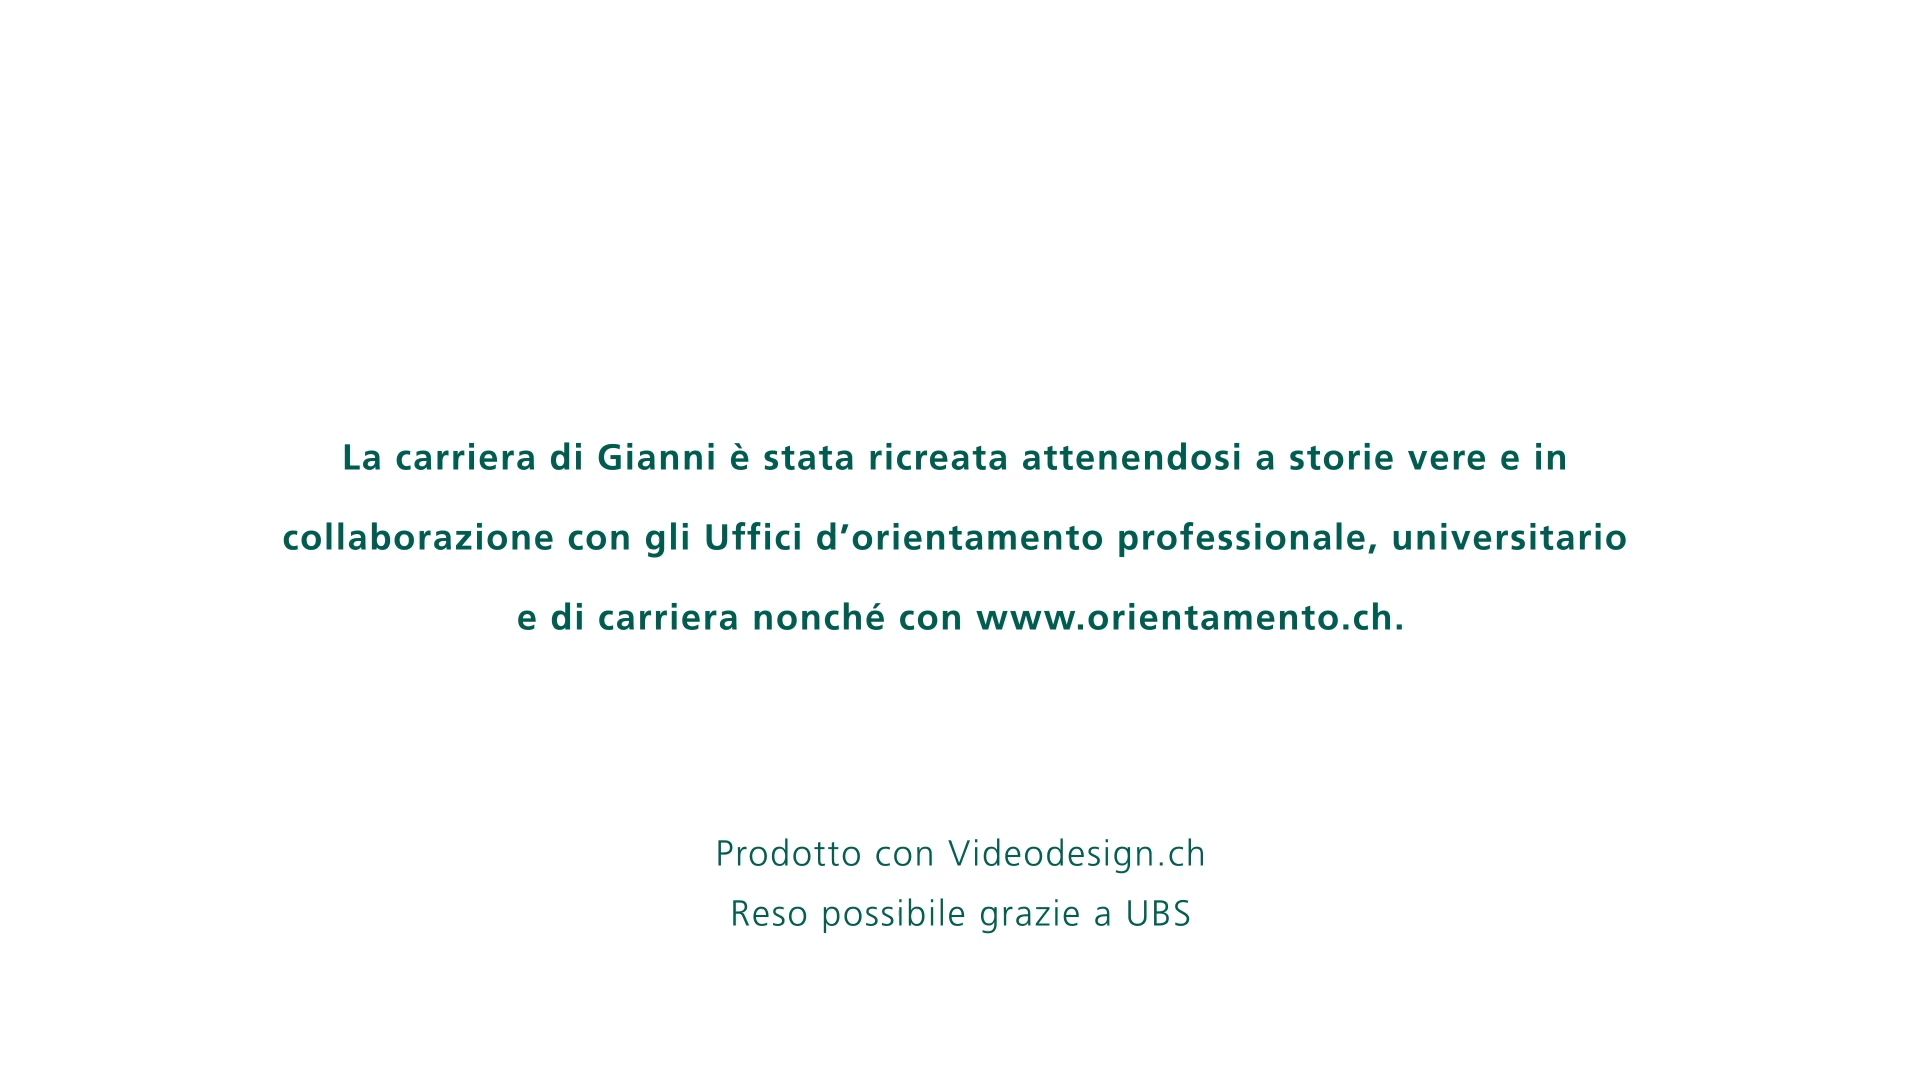 La carriera di Gianni è stata ricreata attenendosi a storie vere e in
collaborazione con gli Uffici d’orientamento professionale, universitario
e di carriera nonché con www.orientamento.ch.
Prodotto con Videodesign.ch
Reso possibile grazie a UBS